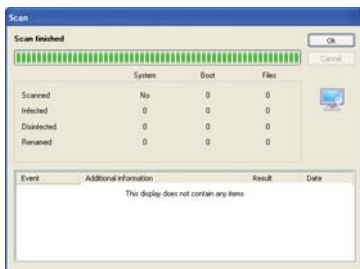 Scan
Scan finished
Ok
Cancel
System Boot Files
Scanned No 0 0
Infected 0 0 0
Disinfected 0 0 0
Renamed 0 0 0
Event Additional information Result Date
This display does not contain any items